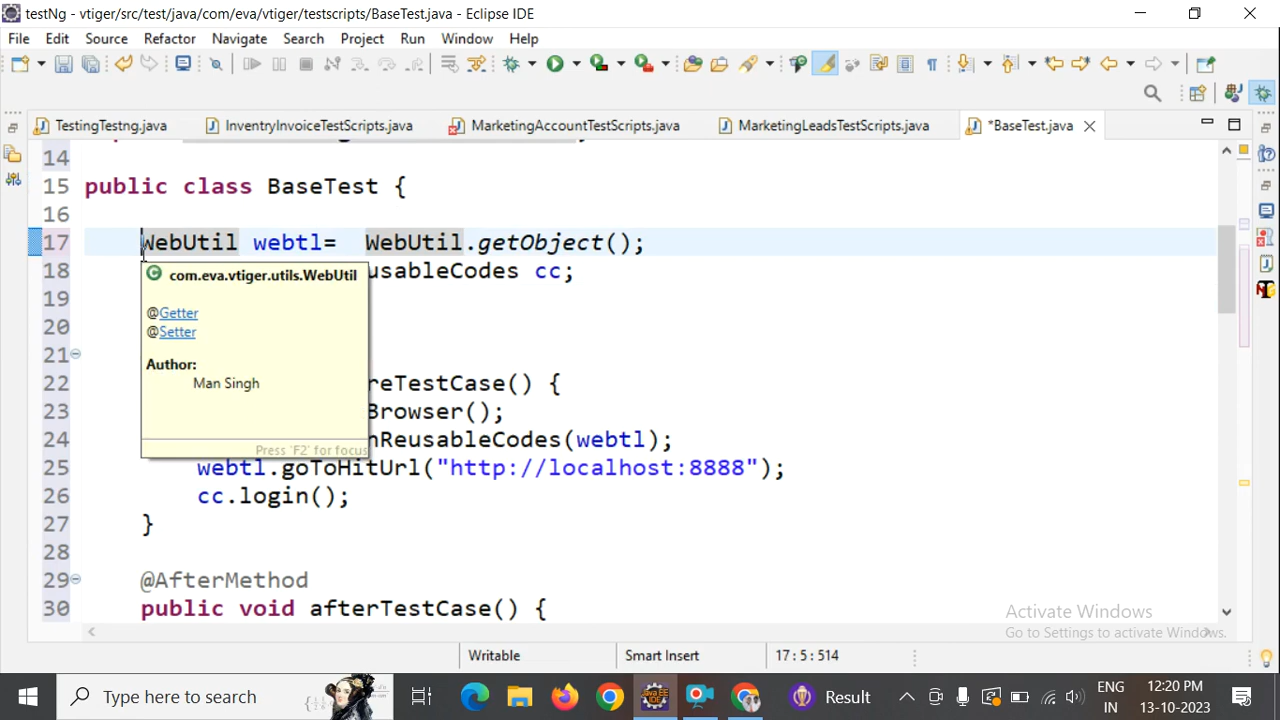 testNg - vtiger/src/test/java/com/eva/vtiger/testscripts/BaseTest.java - Eclipse IDE
File Edit Source Refactor Navigate Search Project Run Window Help
TestingTestng.java InventryInvoiceTestScripts.java MarketingAccountTestScripts.java MarketingLeadsTestScripts.java *BaseTest.java
14
15 public class BaseTest {
16
17 WebUtil webtl= WebUtil.getObject();
18 usableCodes cc;
19
20
21
22 reTestCase() {
23 Browser();
24 nReusableCodes(webtl);
25 webtl.goToHitUrl("http://localhost:8888");
26 cc.login();
27 }
28
29 @AfterMethod
30 public void afterTestCase() {
com.eva.vtiger.utils.WebUtil
@Getter
@Setter
Author:
Man Singh
Press 'F2' for focus
Activate Windows
Go to Settings to activate Windows.
Writable Smart Insert 17 : 5 : 514
Type here to search Result ENG IN 12:20 PM 13-10-2023